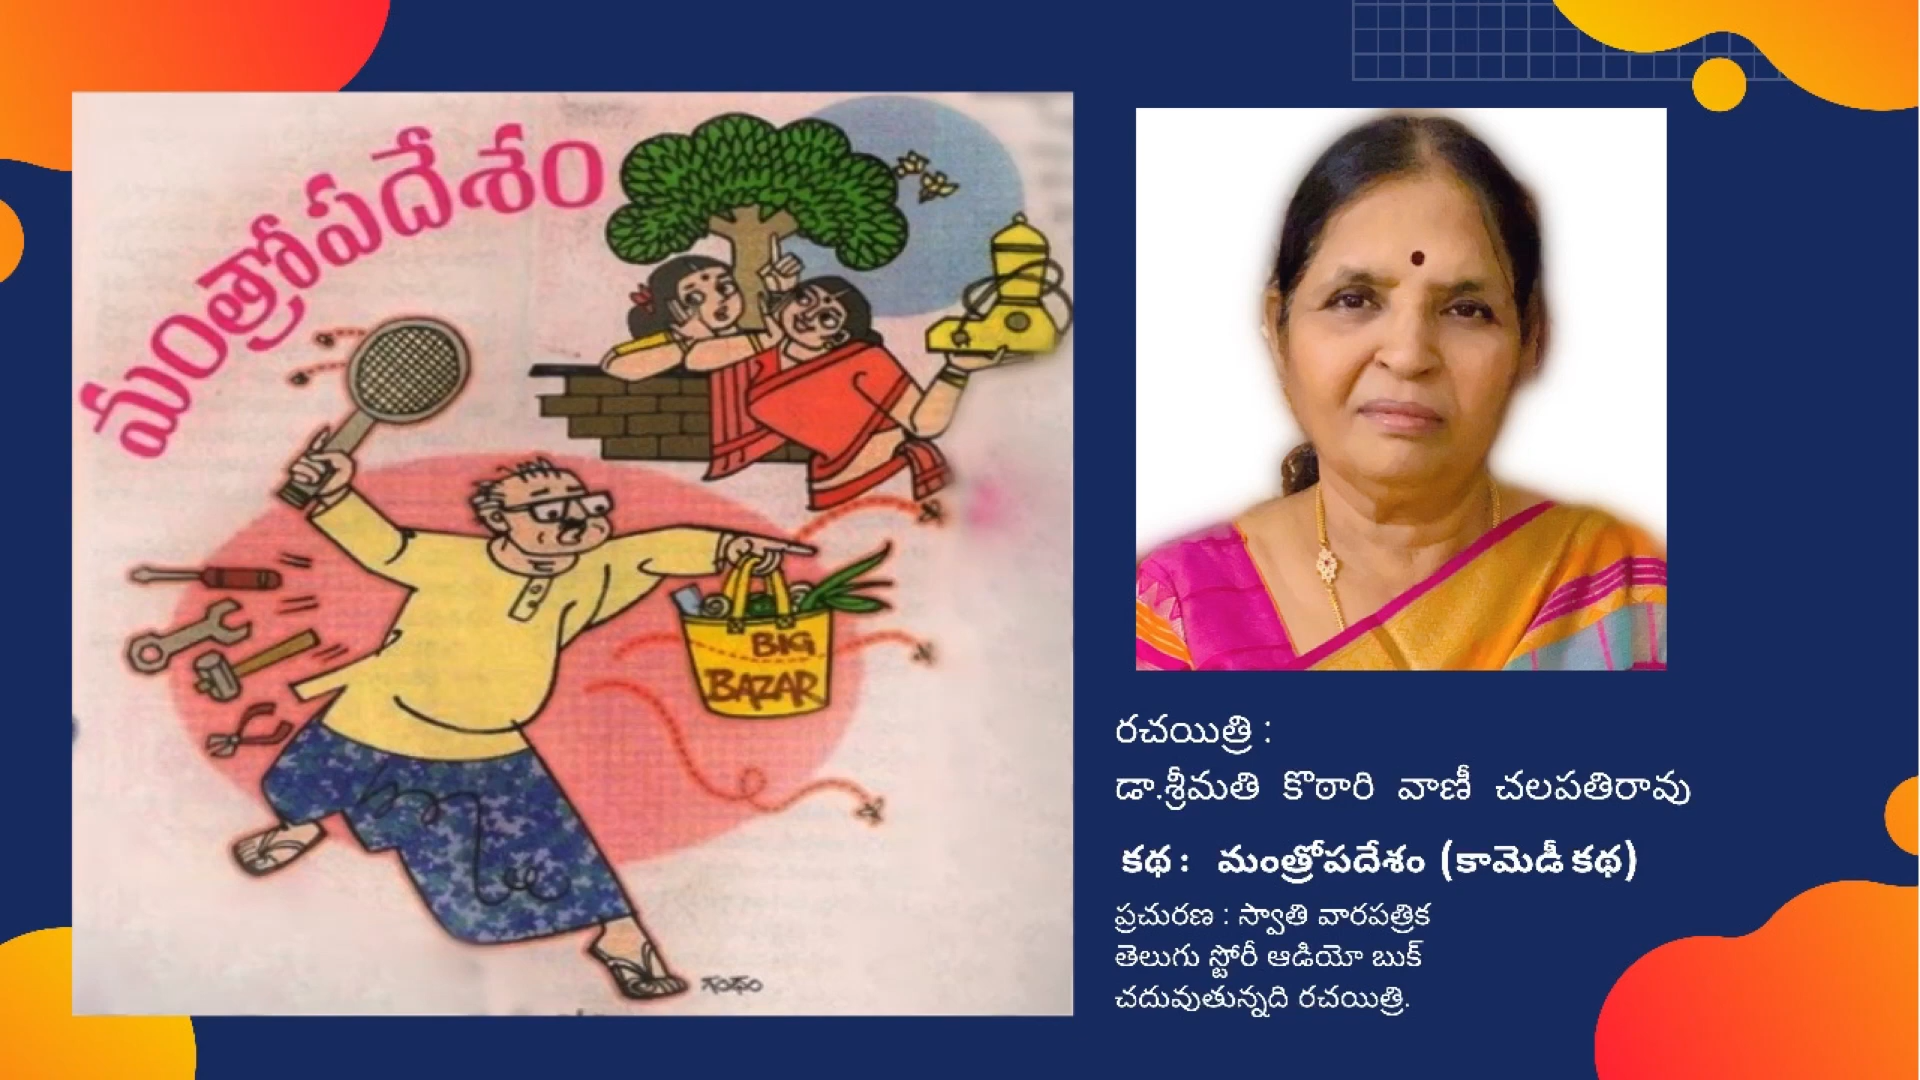 మంత్రోపదేశం
BIG
BAZAR
గంధం
రచయిత్రి :
డా.శ్రీమతి కొఠారి వాణీ చలపతిరావు
కథ : మంత్రోపదేశం (కామెడీ కథ)
ప్రచురణ : స్వాతి వారపత్రిక
తెలుగు స్టోరీ ఆడియో బుక్
చదువుతున్నది రచయిత్రి.